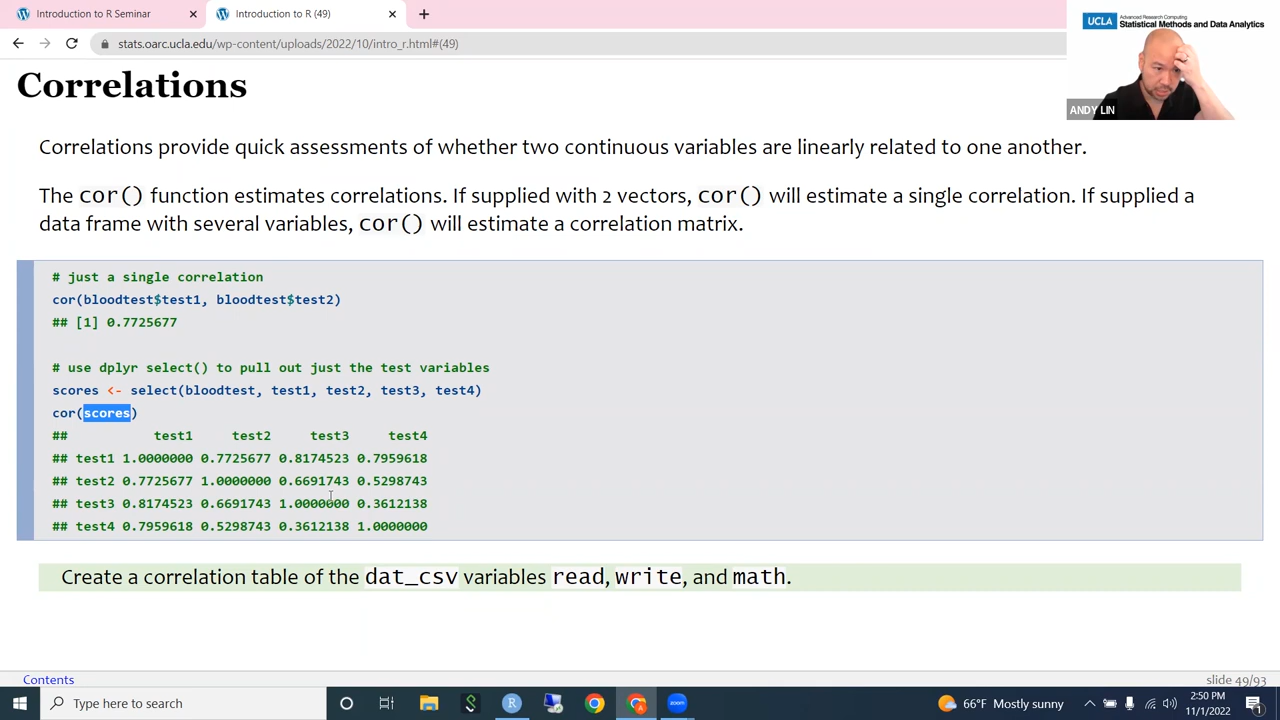 Introduction to R Seminar
Introduction to R (49)
stats.oarc.ucla.edu/wp-content/uploads/2022/10/intro_r.html#(49)
UCLA Advanced Research Computing
Statistical Methods and Data Analytics
ANDY LIN
Correlations
Correlations provide quick assessments of whether two continuous variables are linearly related to one another.
The cor() function estimates correlations. If supplied with 2 vectors, cor() will estimate a single correlation. If supplied a
data frame with several variables, cor() will estimate a correlation matrix.
# just a single correlation
cor(bloodtest$test1, bloodtest$test2)
## [1] 0.7725677
# use dplyr select() to pull out just the test variables
scores <- select(bloodtest, test1, test2, test3, test4)
cor(scores)
## test1 test2 test3 test4
## test1 1.0000000 0.7725677 0.8174523 0.7959618
## test2 0.7725677 1.0000000 0.6691743 0.5298743
## test3 0.8174523 0.6691743 1.0000000 0.3612138
## test4 0.7959618 0.5298743 0.3612138 1.0000000
Create a correlation table of the dat_csv variables read, write, and math.
Contents
slide 49/93
Type here to search
zoom
66°F Mostly sunny
2:50 PM
11/1/2022
1